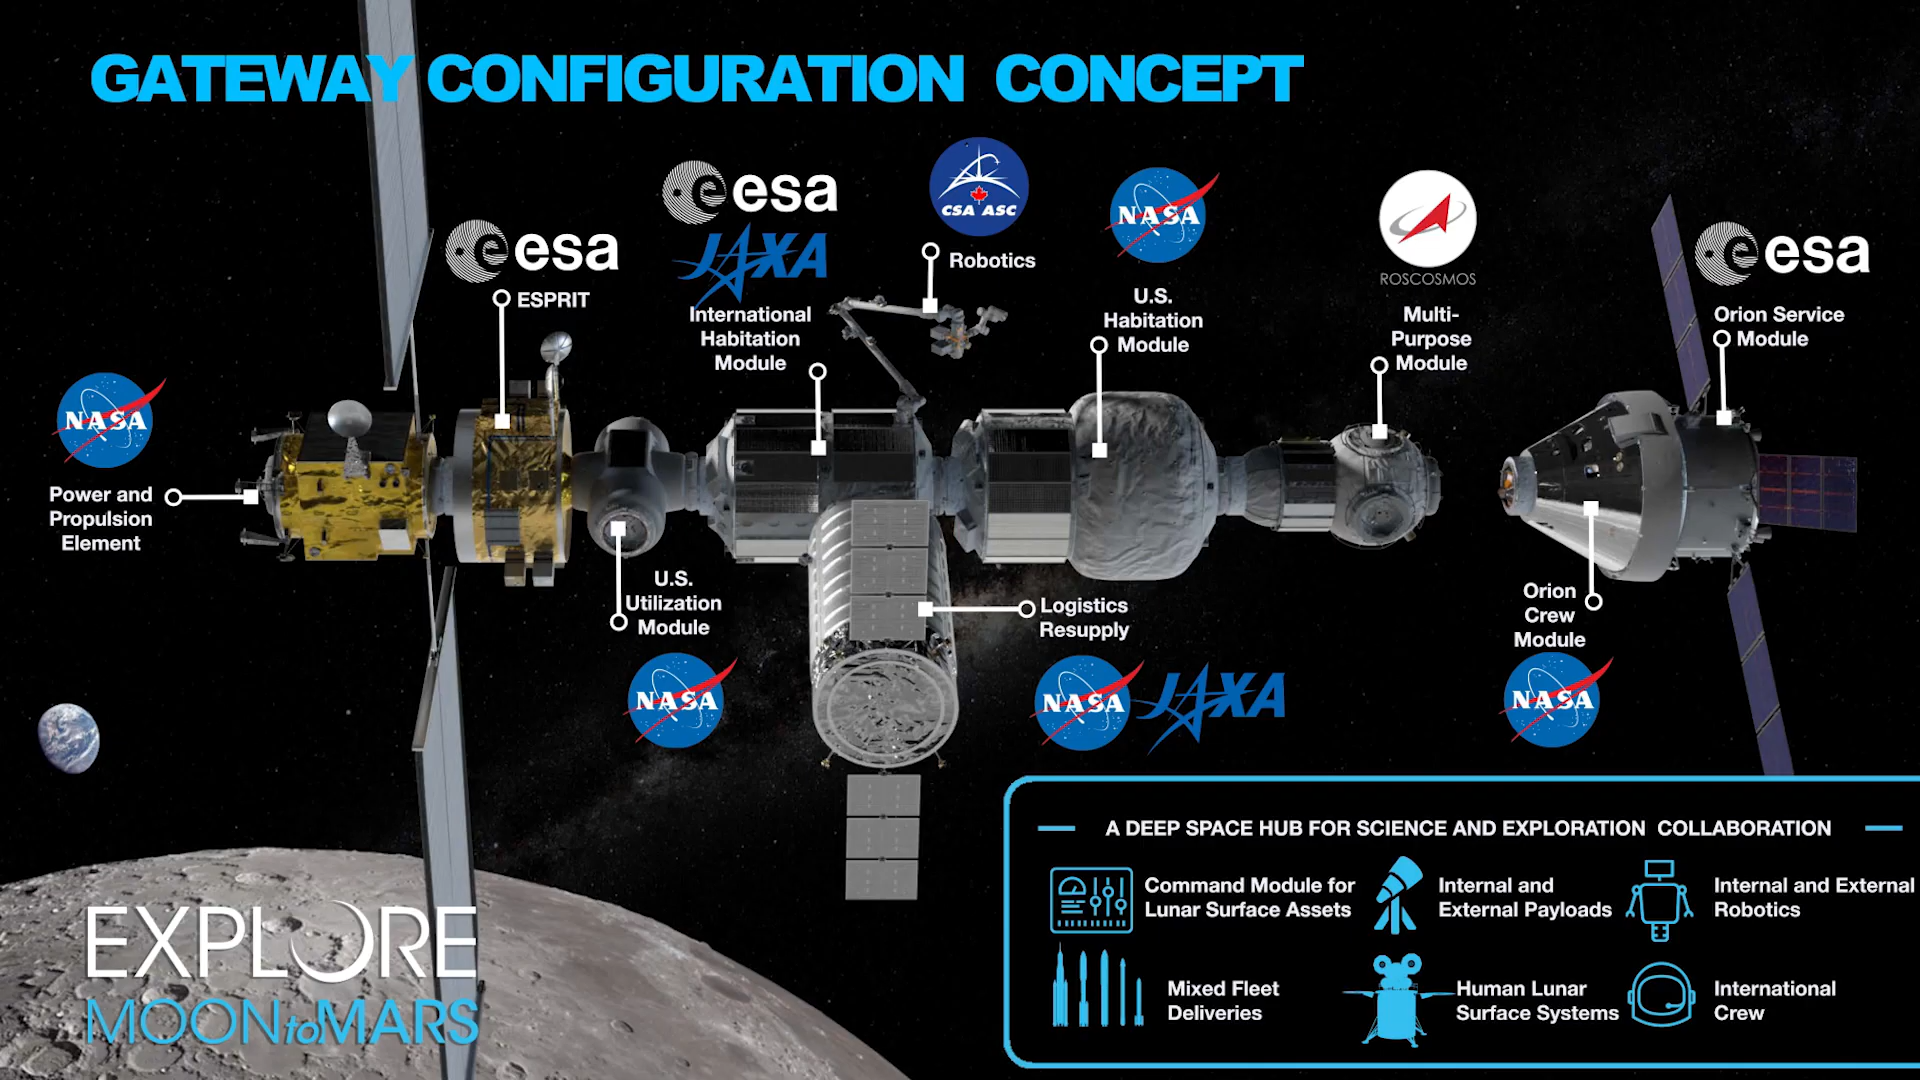 GATEWAY CONFIGURATION CONCEPT
esa
ESPRIT
esa
JAXA
International
Habitation
Module
CSA ASC
Robotics
NASA
U.S.
Habitation
Module
ROSCOSMOS
Multi-
Purpose
Module
esa
Orion Service
Module
NASA
Power and
Propulsion
Element
U.S.
Utilization
Module
NASA
Logistics
Resupply
NASA
JAXA
Orion
Crew
Module
NASA
A DEEP SPACE HUB FOR SCIENCE AND EXPLORATION COLLABORATION
Command Module for
Lunar Surface Assets
Internal and
External Payloads
Internal and External
Robotics
Mixed Fleet
Deliveries
Human Lunar
Surface Systems
International
Crew
EXPLORE
MOONtoMARS